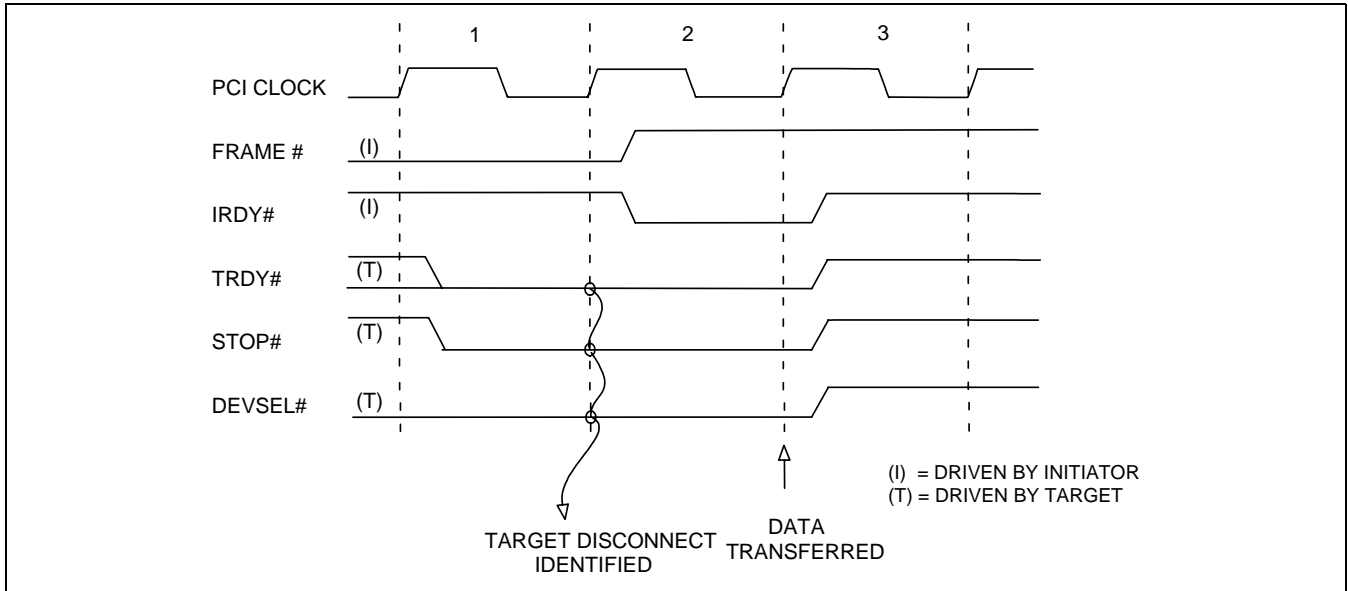 1 2 3
PCI CLOCK
FRAME # (I)
IRDY# (I)
TRDY# (T)
STOP# (T)
DEVSEL# (T)
(I) = DRIVEN BY INITIATOR
(T) = DRIVEN BY TARGET
TARGET DISCONNECT
IDENTIFIED
DATA
TRANSFERRED